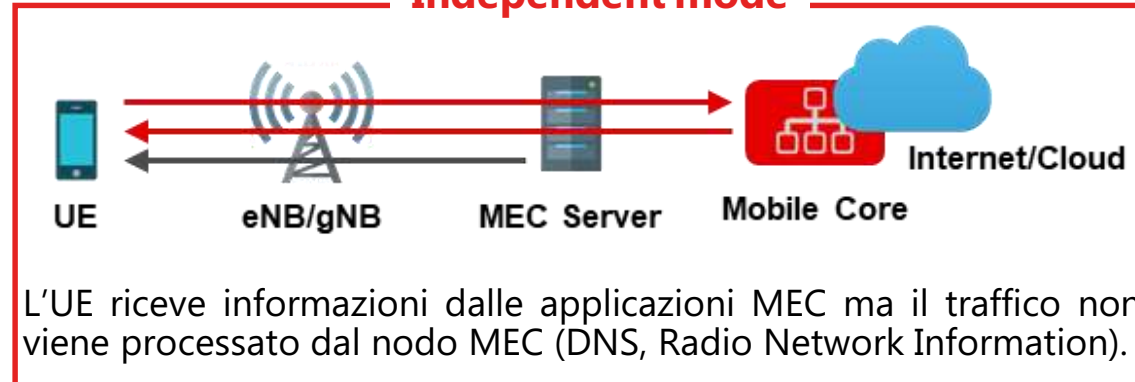 Independent mode
Internet/Cloud
UE eNB/gNB MEC Server Mobile Core
L'UE riceve informazioni dalle applicazioni MEC ma il traffico non
viene processato dal nodo MEC (DNS, Radio Network Information).